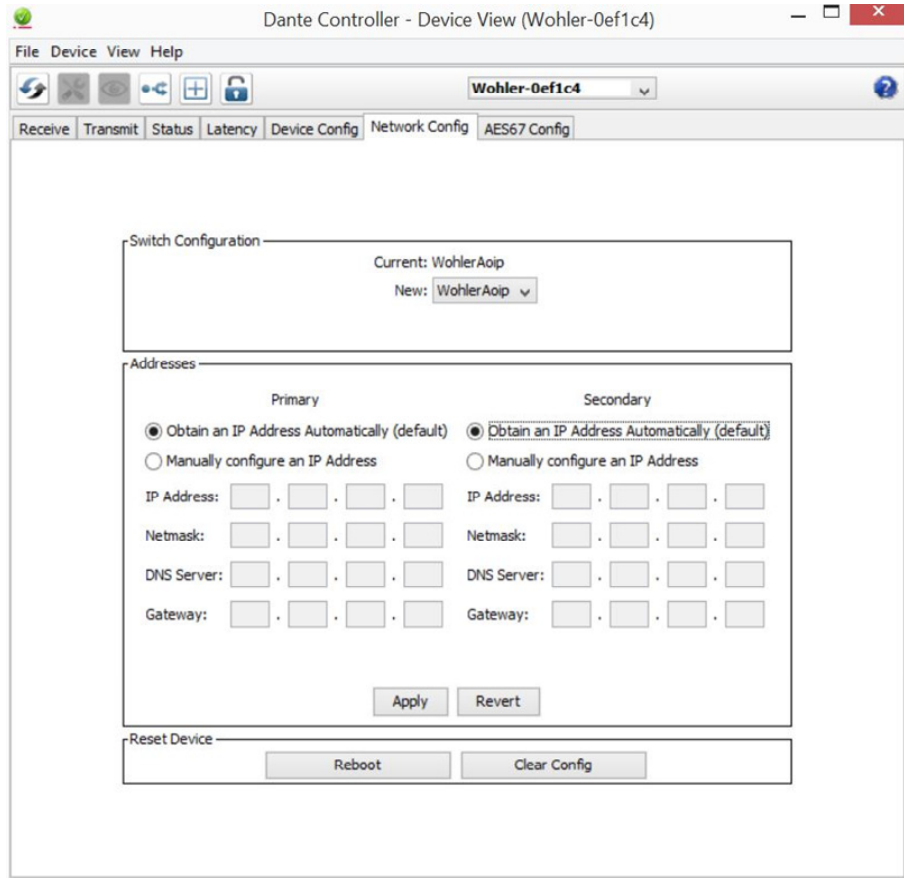 Dante Controller - Device View (Wohler-0ef1c4)
File Device View Help
Wohler-0ef1c4
Receive Transmit Status Latency Device Config Network Config AES67 Config
Switch Configuration
Current: WohlerAoip
New: WohlerAoip
Addresses
Primary Secondary
Obtain an IP Address Automatically (default) Obtain an IP Address Automatically (default)
Manually configure an IP Address Manually configure an IP Address
IP Address: . . . IP Address: . . .
Netmask: . . . Netmask: . . .
DNS Server: . . . DNS Server: . . .
Gateway: . . . Gateway: . . .
Apply Revert
Reset Device
Reboot Clear Config